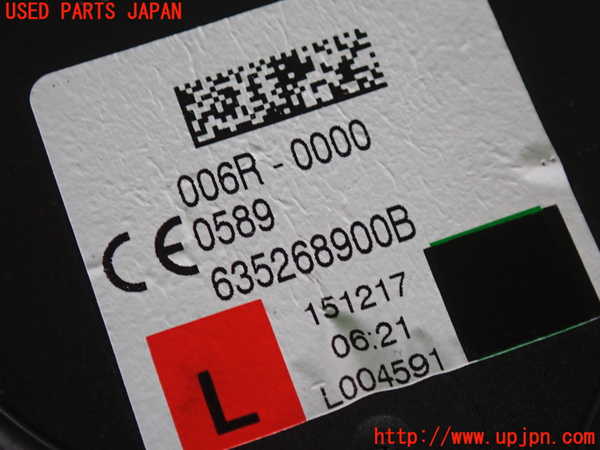 USED PARTS JAPAN
006R-0000
CE 0589
635268900B
151217
06:21
L004591
L
http://www.upjpn.com/